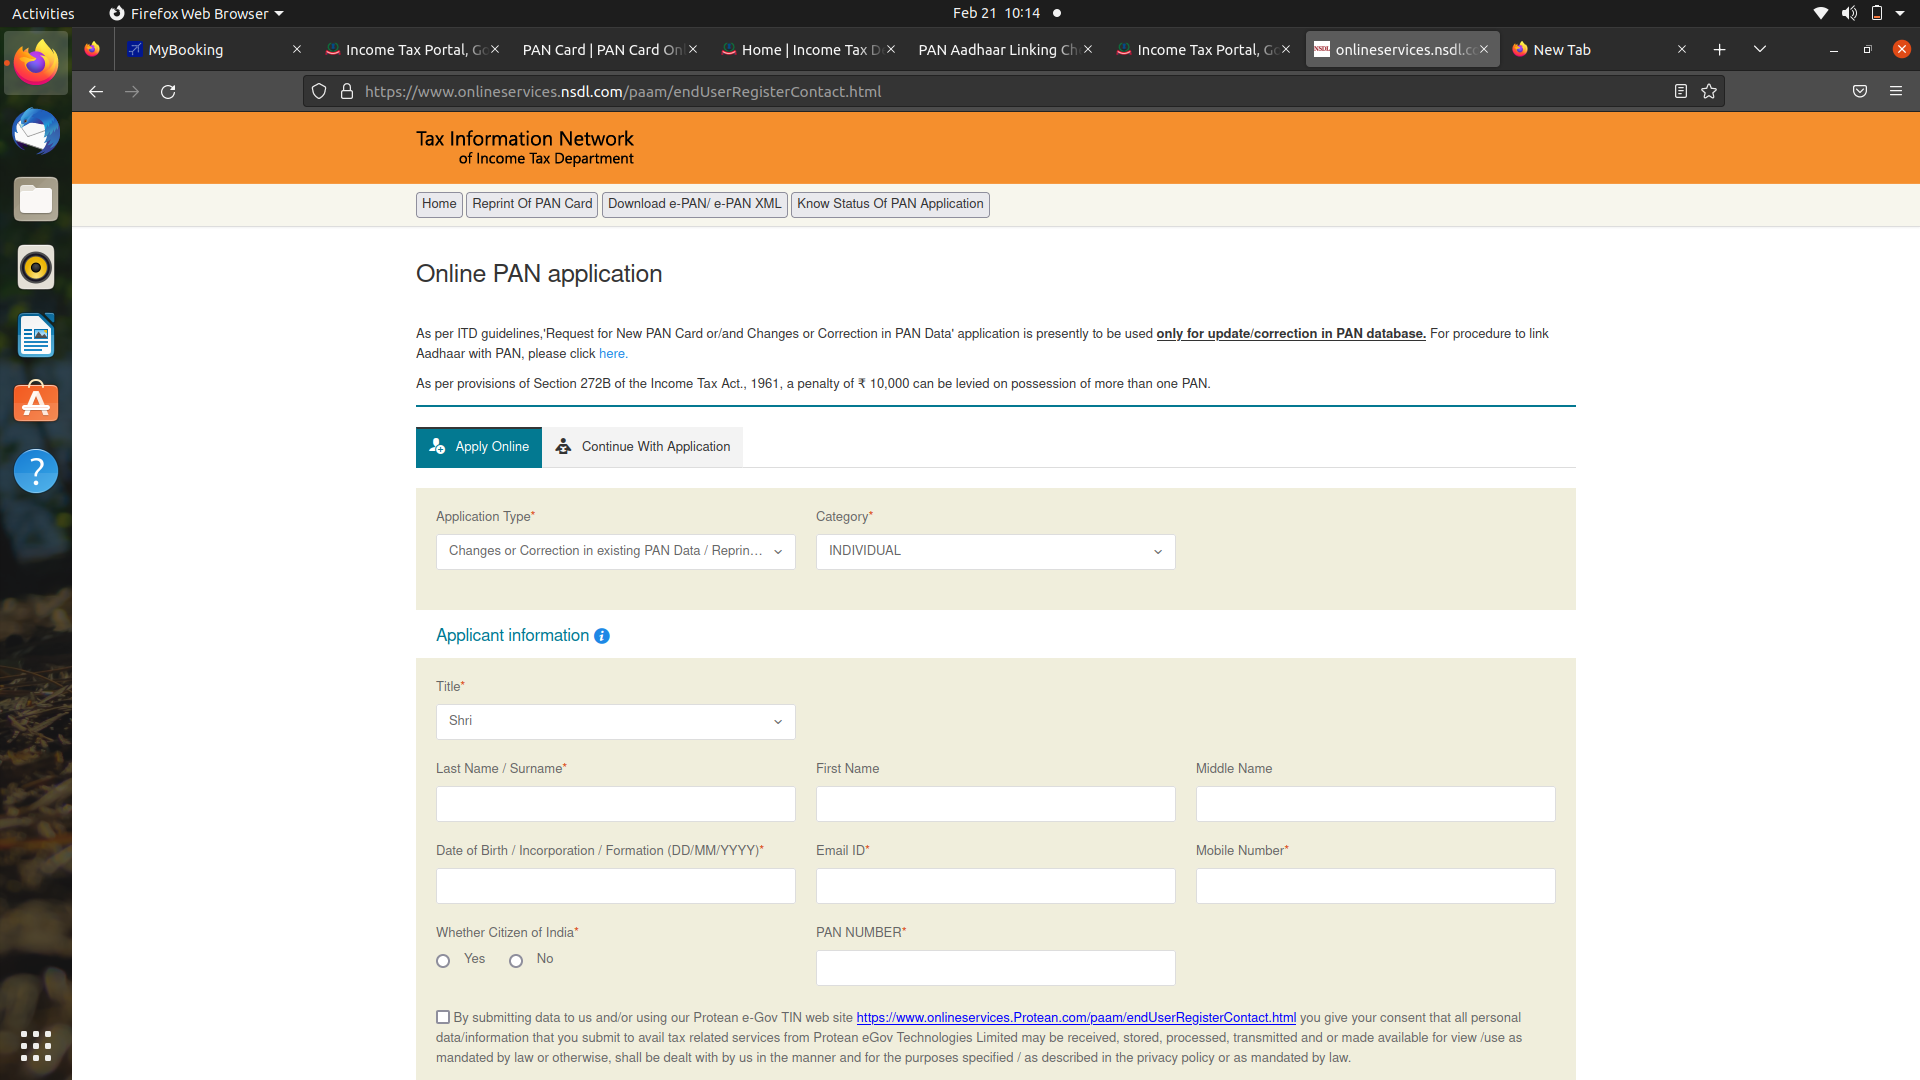 Activities
Firefox Web Browser
Feb 21 10:14
MyBooking
Income Tax Portal, Go
PAN Card | PAN Card On
Home | Income Tax D
PAN Aadhaar Linking Ch
Income Tax Portal, Go
NSDL
onlineservices.nsdl.co
New Tab
https://www.onlineservices.nsdl.com/paam/endUserRegisterContact.html
Tax Information Network
of Income Tax Department
Home
Reprint Of PAN Card
Download e-PAN/ e-PAN XML
Know Status Of PAN Application
Online PAN application
As per ITD guidelines,'Request for New PAN Card or/and Changes or Correction in PAN Data' application is presently to be used only for update/correction in PAN database. For procedure to link
Aadhaar with PAN, please click here.
As per provisions of Section 272B of the Income Tax Act., 1961, a penalty of ₹ 10,000 can be levied on possession of more than one PAN.
Apply Online
Continue With Application
Application Type*
Category*
Changes or Correction in existing PAN Data / Reprin...
INDIVIDUAL
Applicant information
Title*
Shri
Last Name / Surname*
First Name
Middle Name
Date of Birth / Incorporation / Formation (DD/MM/YYYY)*
Email ID*
Mobile Number*
Whether Citizen of India*
PAN NUMBER*
Yes
No
By submitting data to us and/or using our Protean e-Gov TIN web site https://www.onlineservices.Protean.com/paam/endUserRegisterContact.html you give your consent that all personal
data/information that you submit to avail tax related services from Protean eGov Technologies Limited may be received, stored, processed, transmitted and or made available for view /use as
mandated by law or otherwise, shall be dealt with by us in the manner and for the purposes specified / as described in the privacy policy or as mandated by law.